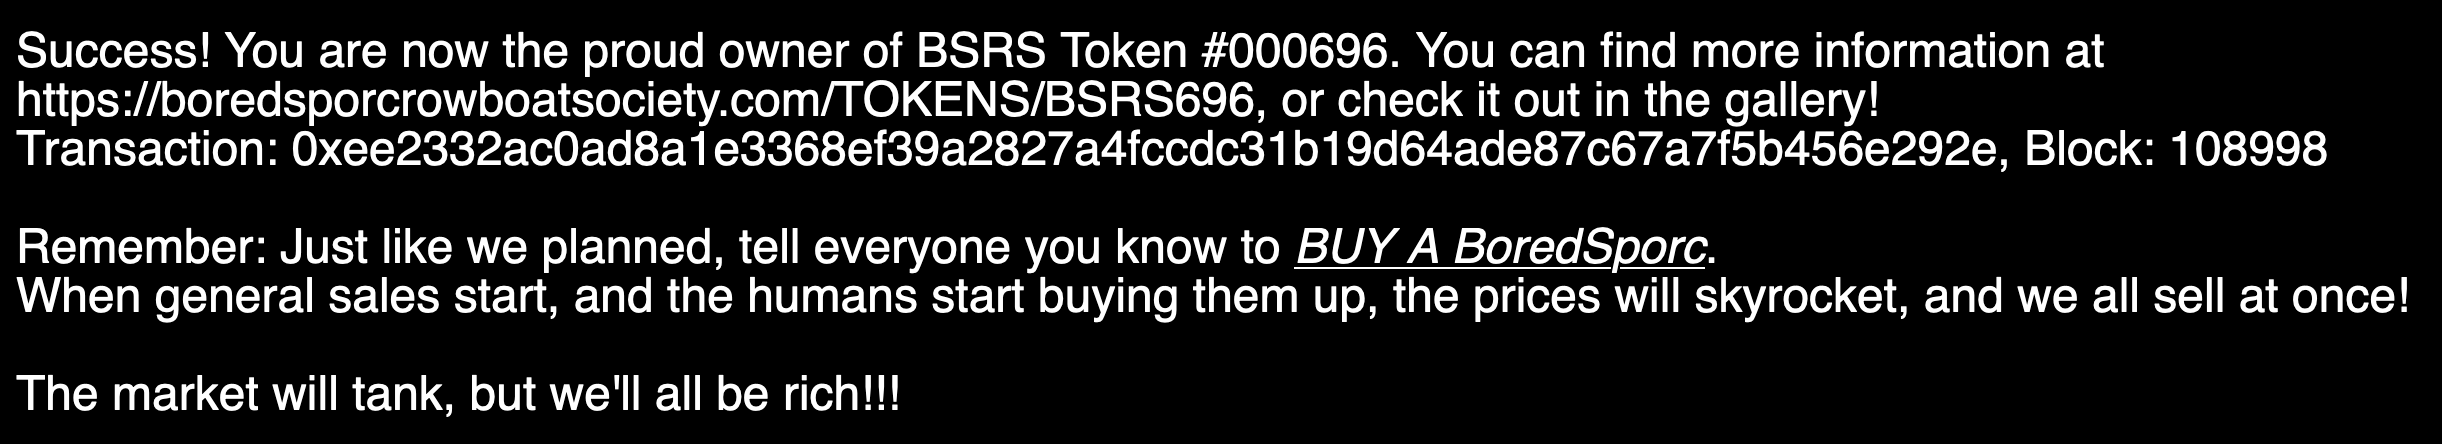 Success! You are now the proud owner of BSRS Token #000696. You can find more information at
https://boredsporcrowboatsociety.com/TOKENS/BSRS696, or check it out in the gallery!
Transaction: 0xee2332ac0ad8a1e3368ef39a2827a4fccdc31b19d64ade87c67a7f5b456e292e, Block: 108998
Remember: Just like we planned, tell everyone you know to BUY A BoredSporc.
When general sales start, and the humans start buying them up, the prices will skyrocket, and we all sell at once!
The market will tank, but we'll all be rich!!!